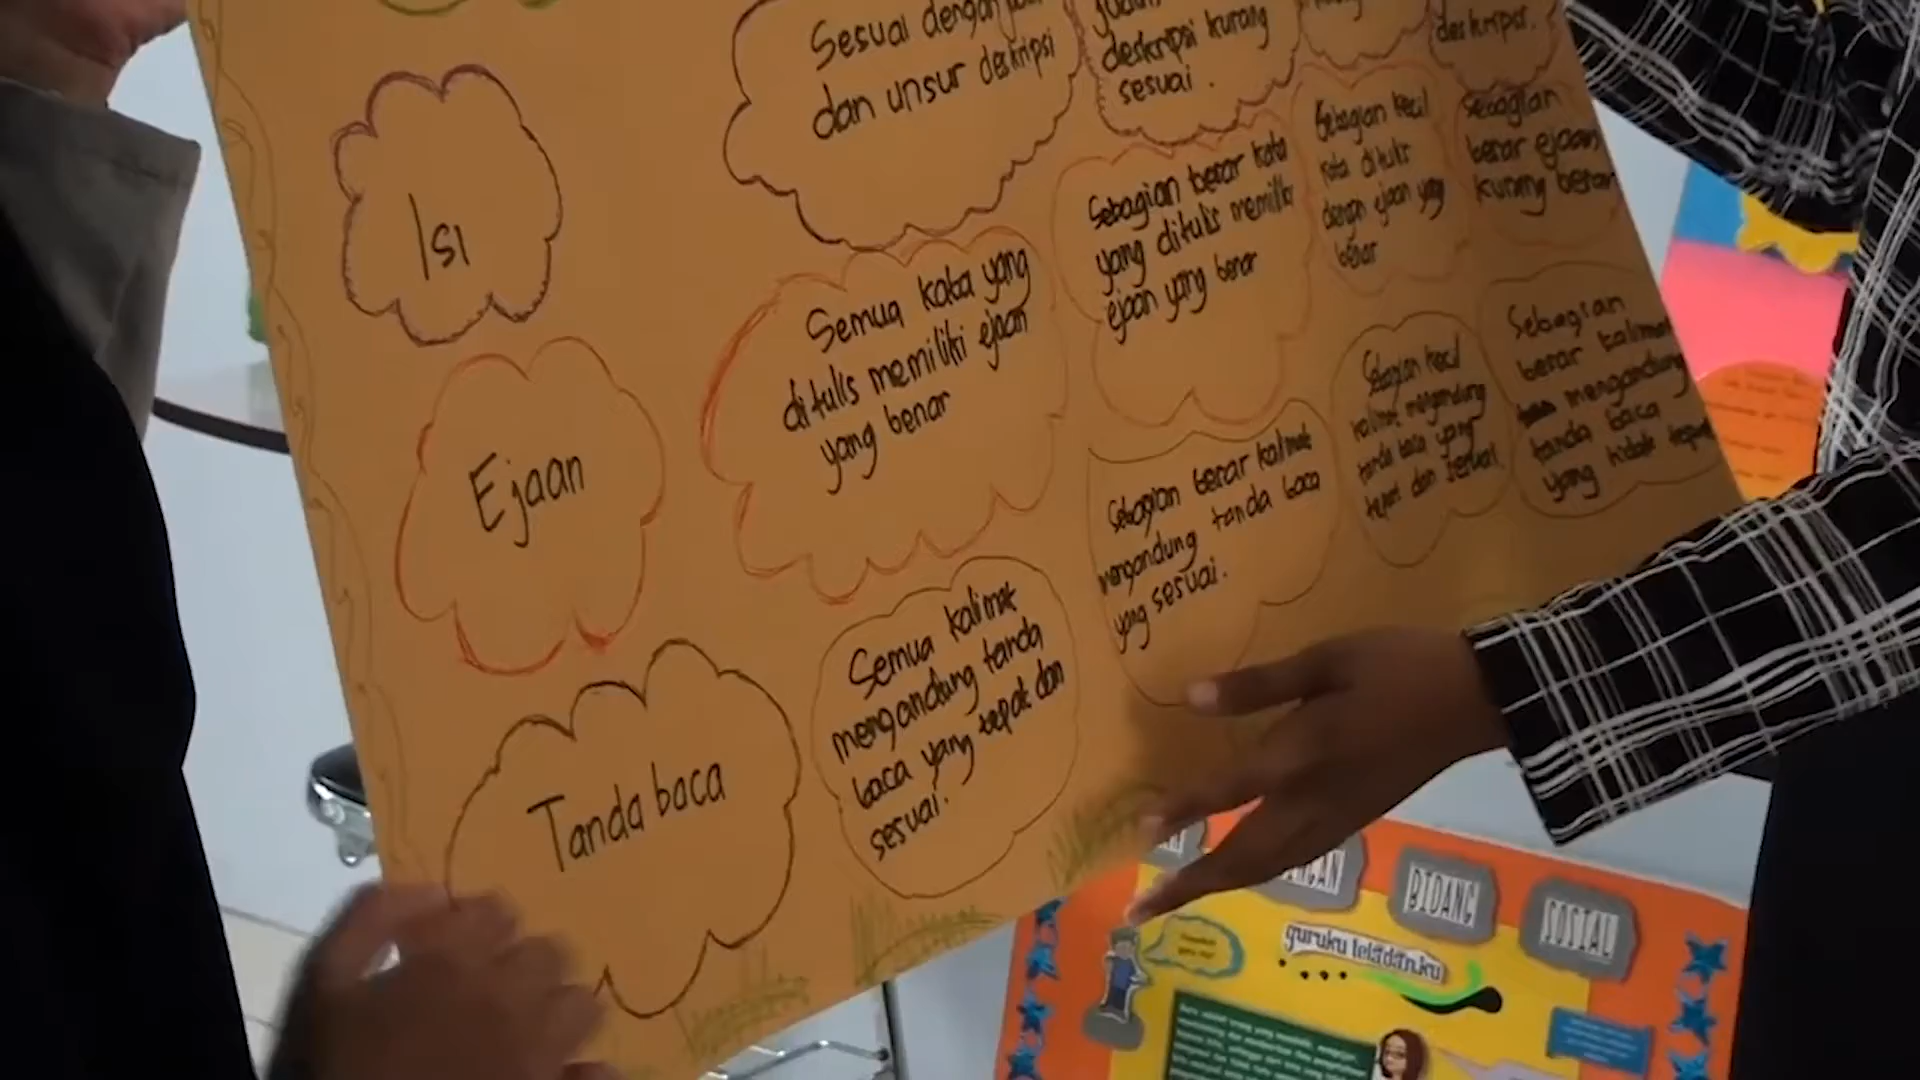 Isi
Sesuai dengan
dan unsur deskripsi
deskripsi kurang
sesuai.
deskripsi.
Ejaan
Semua kata yang
ditulis memiliki ejaan
yang benar
Sebagian besar kata
yang ditulis memiliki
ejaan yang benar
Sebagian kecil
kata ditulis
dengan ejaan yang
benar
Sebagian
besar ejaan
kurang benar
Tanda baca
Semua kalimat
mengandung tanda
baca yang tepat dan
sesuai.
Sebagian besar kalimat
mengandung tanda baca
yang sesuai.
Sebagian kecil
kalimat mengandung
tanda baca yang
tepat dan sesuai.
Sebagian
besar kalimat
mengandung
tanda baca
yang tidak tepat
BIDANG
SOSIAL
guruku teladanku